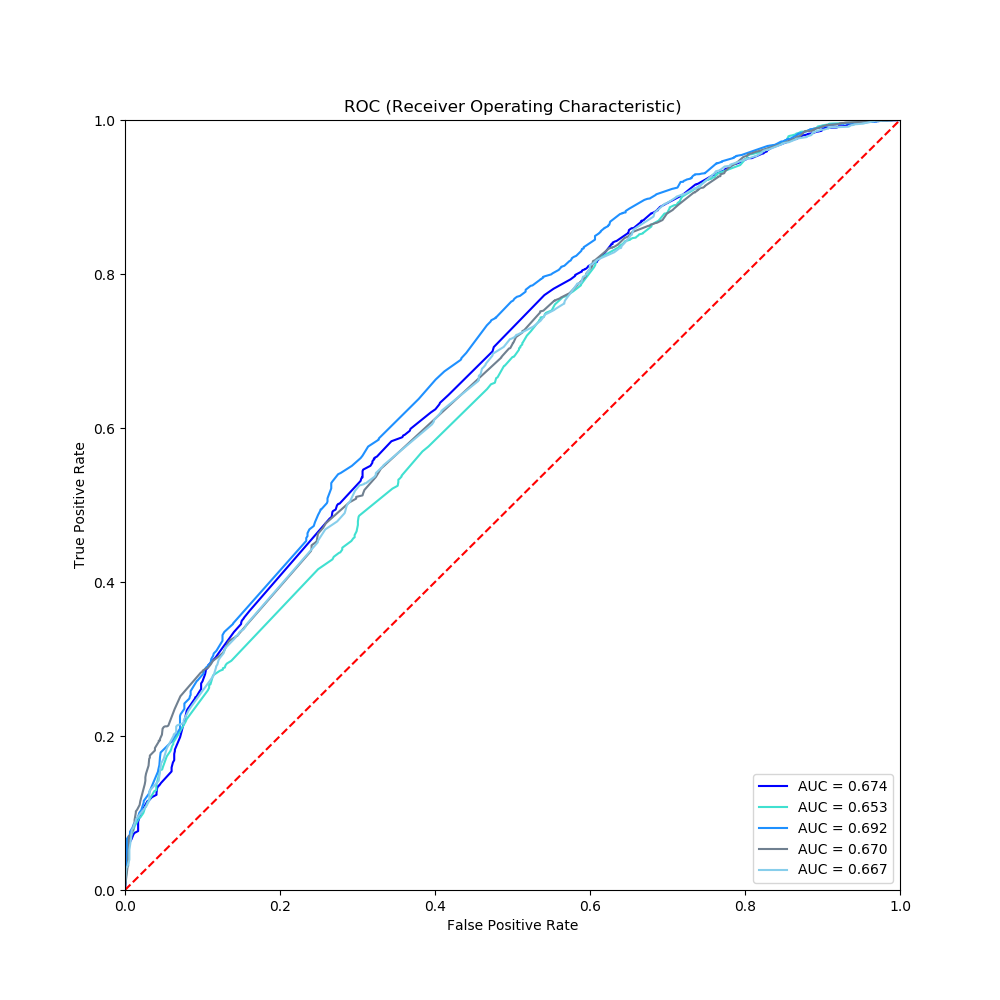 ROC (Receiver Operating Characteristic)
1.0
0.8
0.6
0.4
0.2
0.0
True Positive Rate
0.0 0.2 0.4 0.6 0.8 1.0
False Positive Rate
AUC = 0.674
AUC = 0.653
AUC = 0.692
AUC = 0.670
AUC = 0.667